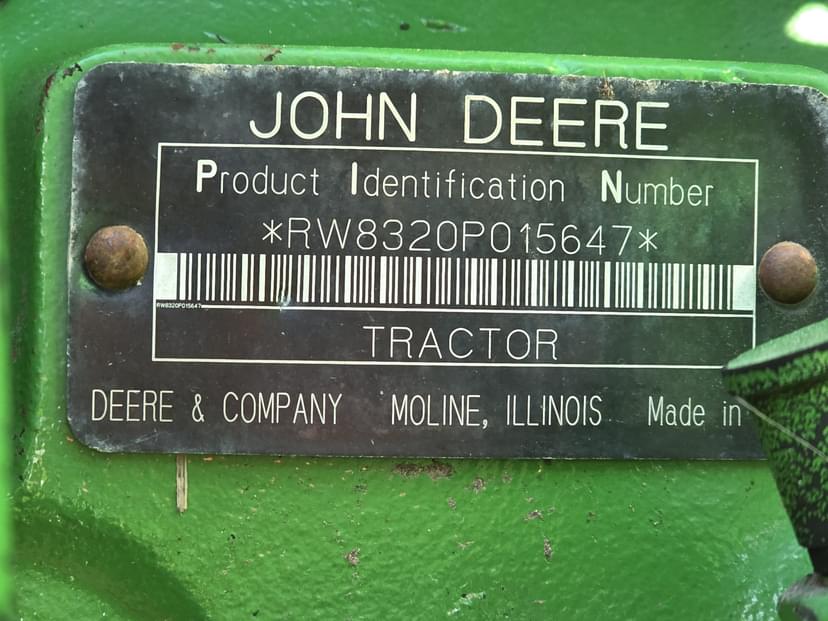 JOHN DEERE
Product Identification Number
*RW8320P015647*
RW8320P015647
TRACTOR
DEERE & COMPANY MOLINE, ILLINOIS Made in